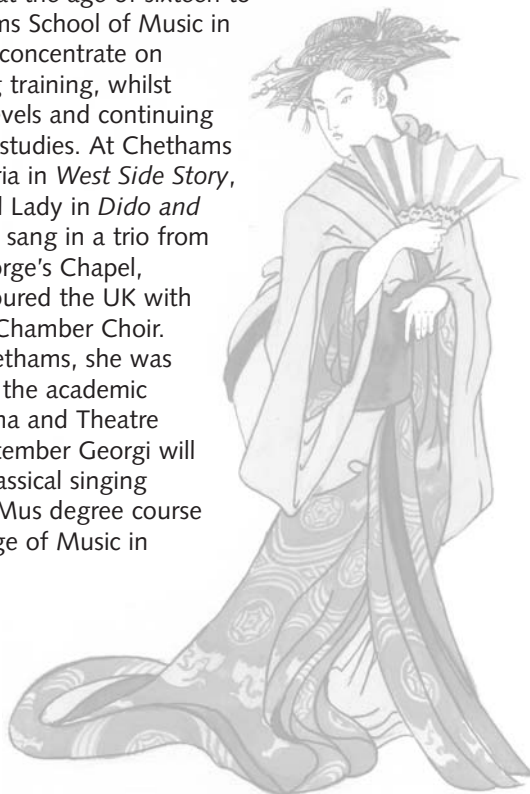 at the age of sixteen to
ms School of Music in
concentrate on
training, whilst
evels and continuing
studies. At Chethams
ria in West Side Story,
d Lady in Dido and
sang in a trio from
orge's Chapel,
oured the UK with
Chamber Choir.
ethams, she was
the academic
ma and Theatre
tember Georgi will
assical singing
Mus degree course
ge of Music in